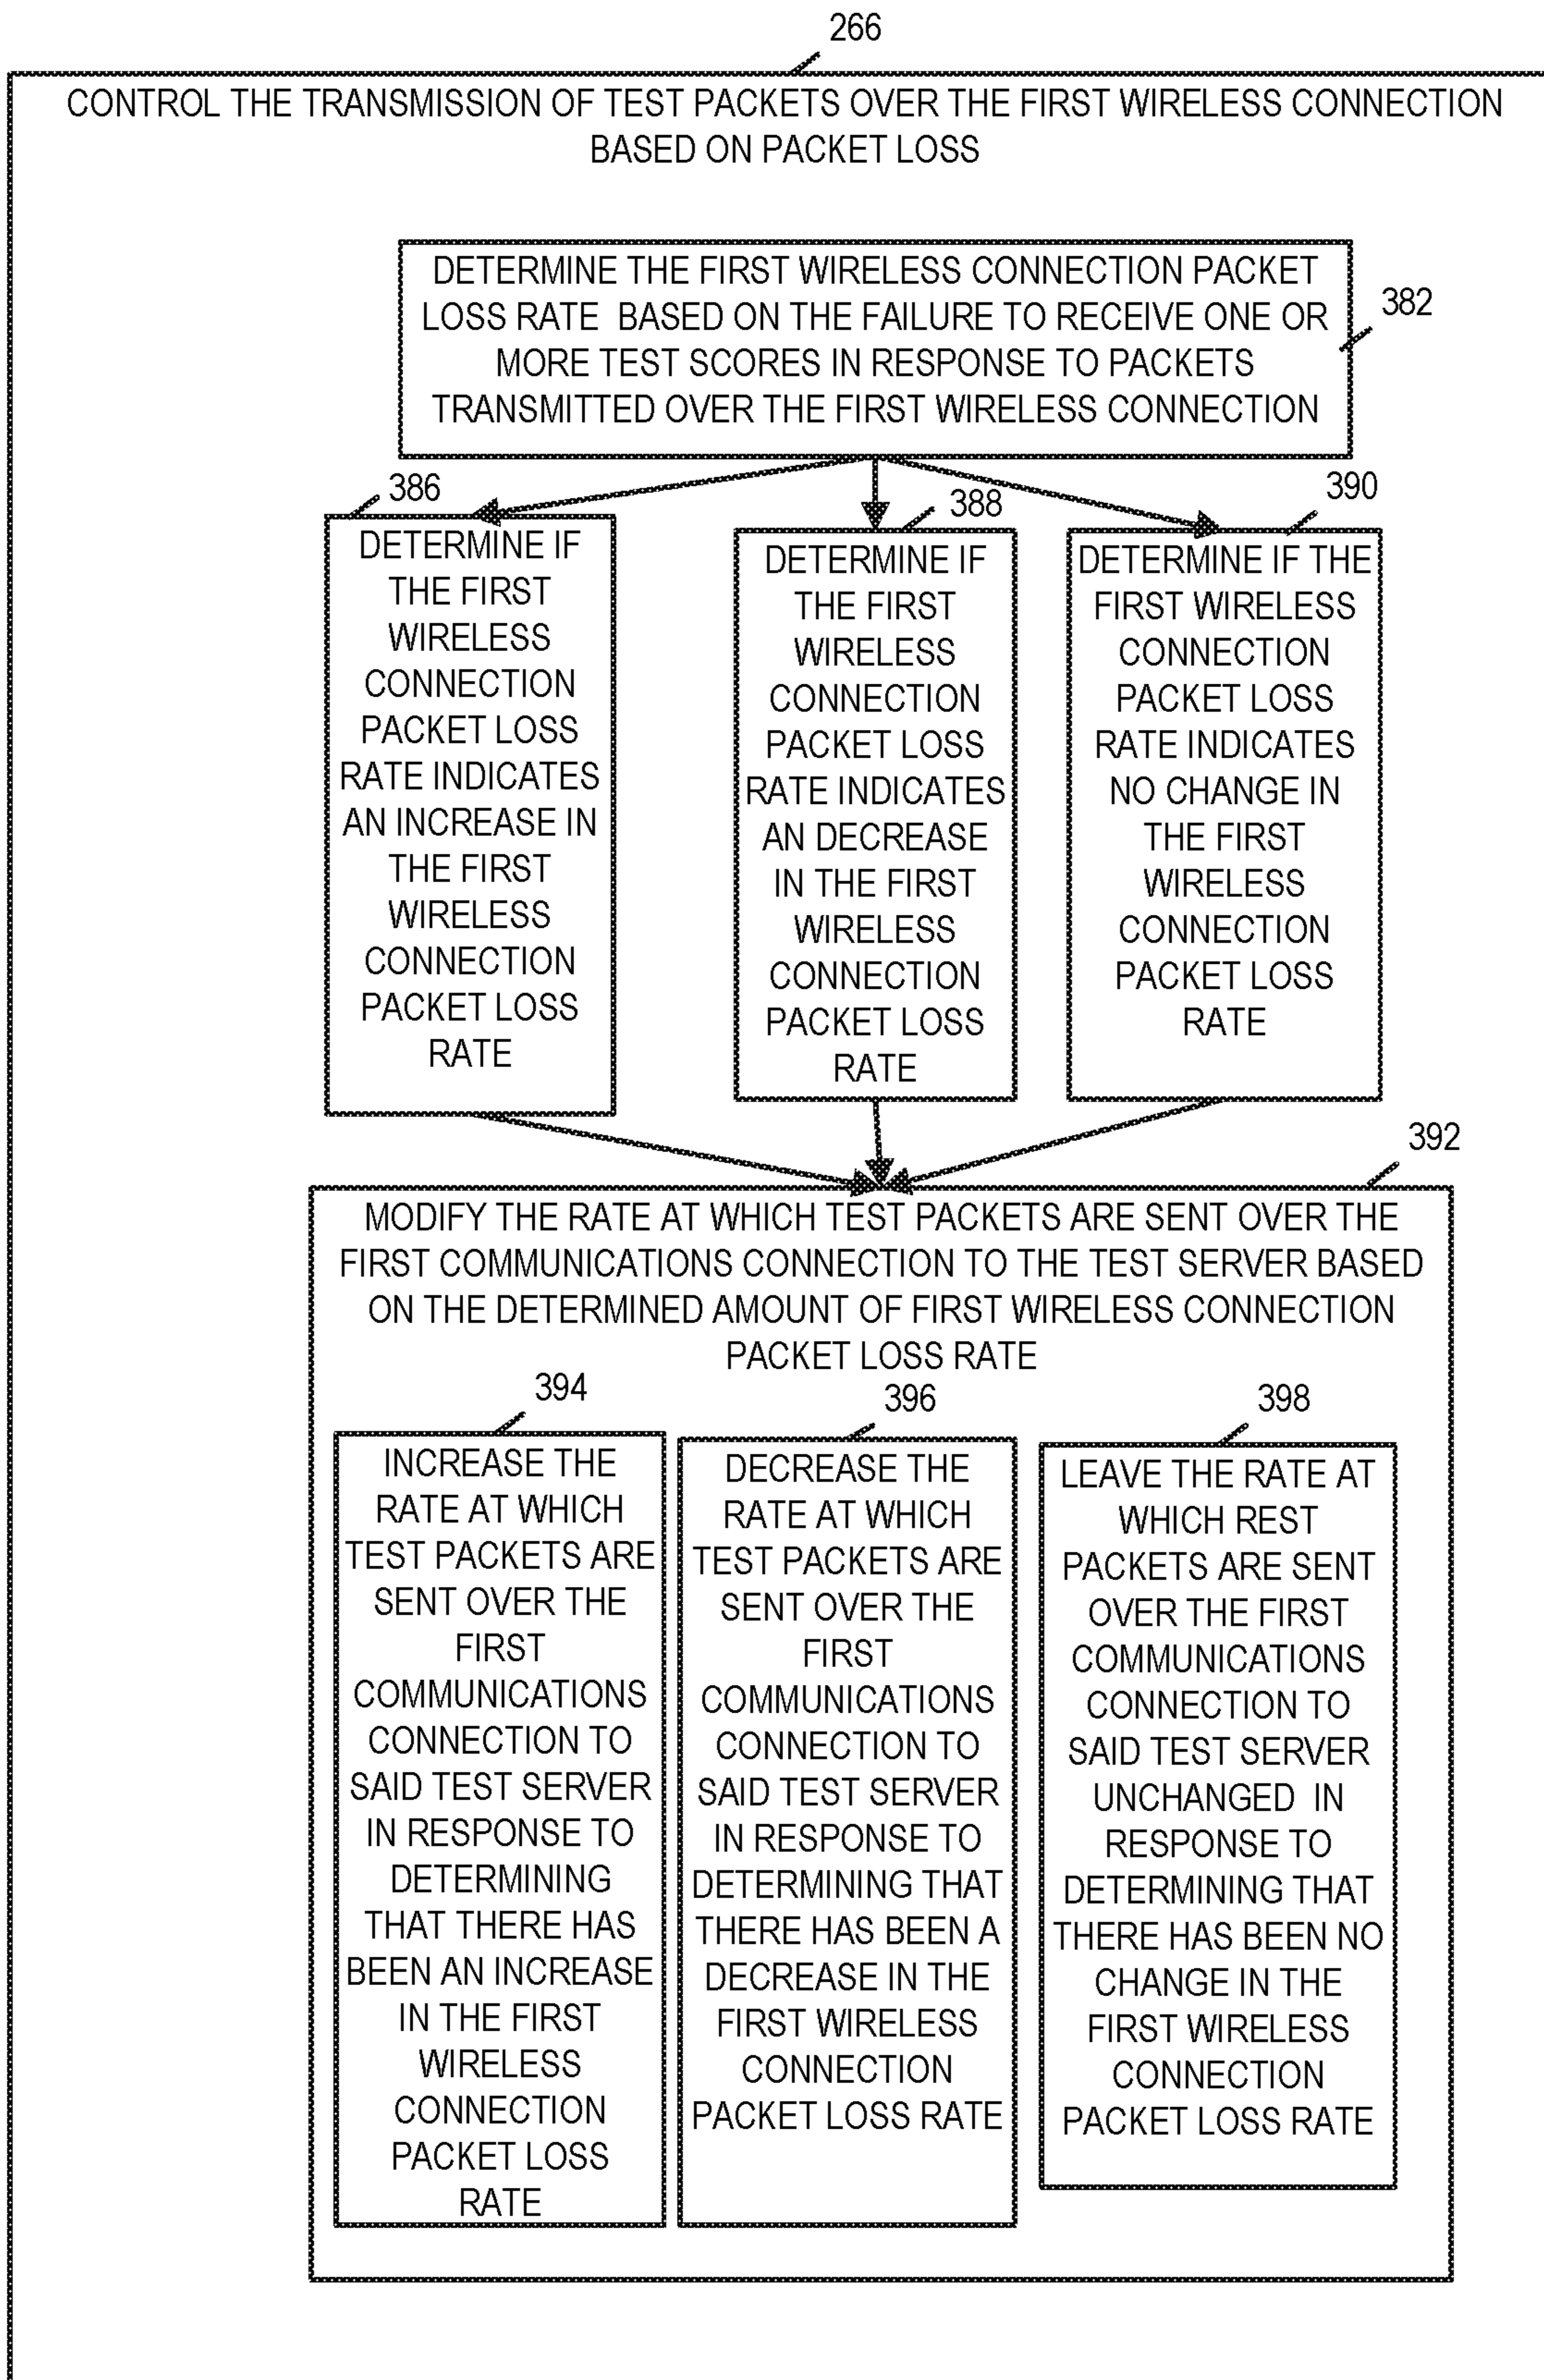 266
CONTROL THE TRANSMISSION OF TEST PACKETS OVER THE FIRST WIRELESS CONNECTION
BASED ON PACKET LOSS
DETERMINE THE FIRST WIRELESS CONNECTION PACKET
LOSS RATE BASED ON THE FAILURE TO RECEIVE ONE OR
MORE TEST SCORES IN RESPONSE TO PACKETS
TRANSMITTED OVER THE FIRST WIRELESS CONNECTION
382
386
DETERMINE IF
THE FIRST
WIRELESS
CONNECTION
PACKET LOSS
RATE INDICATES
AN INCREASE IN
THE FIRST
WIRELESS
CONNECTION
PACKET LOSS
RATE
388
DETERMINE IF
THE FIRST
WIRELESS
CONNECTION
PACKET LOSS
RATE INDICATES
AN DECREASE
IN THE FIRST
WIRELESS
CONNECTION
PACKET LOSS
RATE
390
DETERMINE IF THE
FIRST WIRELESS
CONNECTION
PACKET LOSS
RATE INDICATES
NO CHANGE IN
THE FIRST
WIRELESS
CONNECTION
PACKET LOSS
RATE
392
MODIFY THE RATE AT WHICH TEST PACKETS ARE SENT OVER THE
FIRST COMMUNICATIONS CONNECTION TO THE TEST SERVER BASED
ON THE DETERMINED AMOUNT OF FIRST WIRELESS CONNECTION
PACKET LOSS RATE
394
INCREASE THE
RATE AT WHICH
TEST PACKETS ARE
SENT OVER THE
FIRST
COMMUNICATIONS
CONNECTION TO
SAID TEST SERVER
IN RESPONSE TO
DETERMINING
THAT THERE HAS
BEEN AN INCREASE
IN THE FIRST
WIRELESS
CONNECTION
PACKET LOSS
RATE
396
DECREASE THE
RATE AT WHICH
TEST PACKETS ARE
SENT OVER THE
FIRST
COMMUNICATIONS
CONNECTION TO
SAID TEST SERVER
IN RESPONSE TO
DETERMINING THAT
THERE HAS BEEN A
DECREASE IN THE
FIRST WIRELESS
CONNECTION
PACKET LOSS RATE
398
LEAVE THE RATE AT
WHICH REST
PACKETS ARE SENT
OVER THE FIRST
COMMUNICATIONS
CONNECTION TO
SAID TEST SERVER
UNCHANGED IN
RESPONSE TO
DETERMINING THAT
THERE HAS BEEN NO
CHANGE IN THE
FIRST WIRELESS
CONNECTION
PACKET LOSS RATE